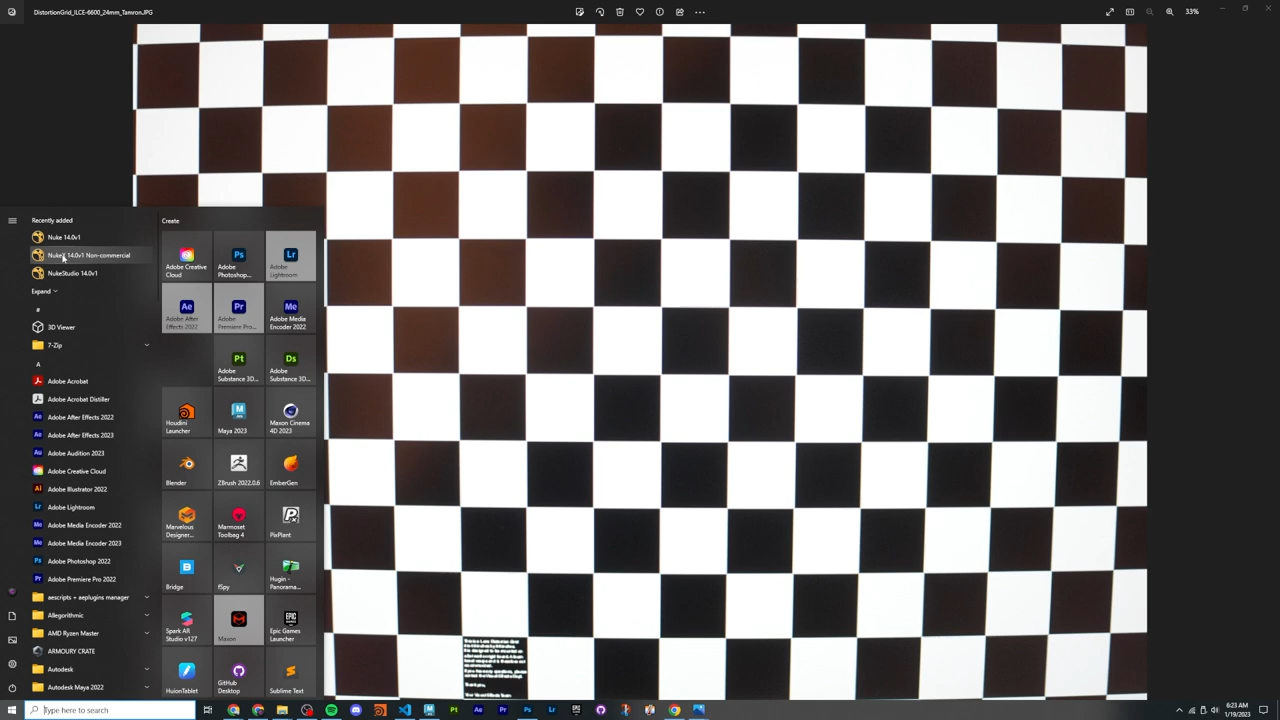 DistortionGrid_ILCE-6600_24mm_Tamron.JPG
33%
Recently added
Nuke 14.0v1
NukeX 14.0v1 Non-commercial
NukeStudio 14.0v1
Expand
#
3D Viewer
7-Zip
A
Adobe Acrobat
Adobe Acrobat Distiller
Adobe After Effects 2022
Adobe After Effects 2023
Adobe Audition 2023
Adobe Creative Cloud
Adobe Illustrator 2022
Adobe Lightroom
Adobe Media Encoder 2022
Adobe Media Encoder 2023
Adobe Photoshop 2022
Adobe Premiere Pro 2022
aescripts + aeplugins manager
Allegorithmic
AMD Ryzen Master
ARMOURY CRATE
Autodesk
Autodesk Maya 2022
Create
Adobe Creative
Cloud
Adobe
Photoshop...
Adobe
Lightroom
Adobe After
Effects 2022
Adobe
Premiere Pro...
Adobe Media
Encoder 2022
Adobe
Substance 3D...
Adobe
Substance 3D...
Houdini
Launcher
Maya 2023
Maxon Cinema
4D 2023
Blender
ZBrush 2022.0.6
EmberGen
Marvelous
Designer...
Marmoset
Toolbag 4
PixPlant
Bridge
fSpy
Hugin -
Panorama...
Spark AR
Studio v127
Maxon
Epic Games
Launcher
HuionTablet
GitHub
Desktop
Sublime Text
Type here to search
6:23 AM
1/19/2023